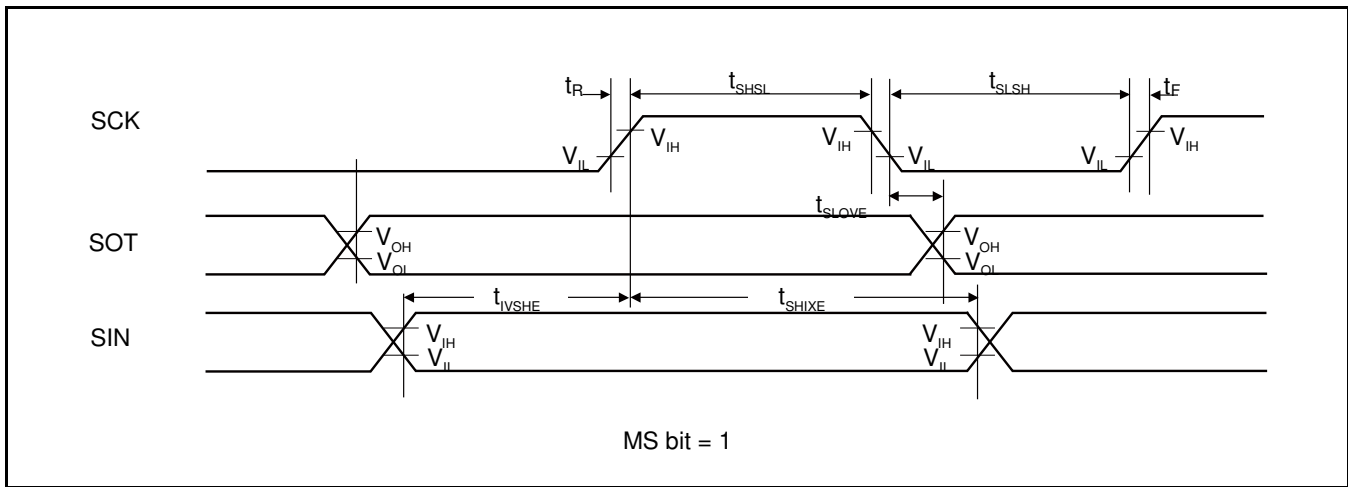 tR tSHSL tSLSH tF
SCK
VIH VIH VIH
VIL VIL VIL
tSLOVE
SOT
VOH VOH
VOL VOL
tIVSHE tSHIXE
SIN
VIH VIH
VIL VIL
MS bit = 1